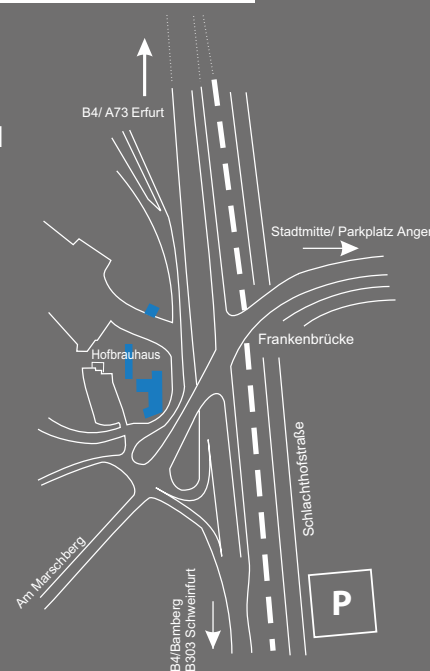 B4/ A73 Erfurt
Stadtmitte/ Parkplatz Anger
Frankenbrücke
Hofbrauhaus
Schlachthofstraße
Am Marschberg
P
B4/Bamberg
B303 Schweinfurt